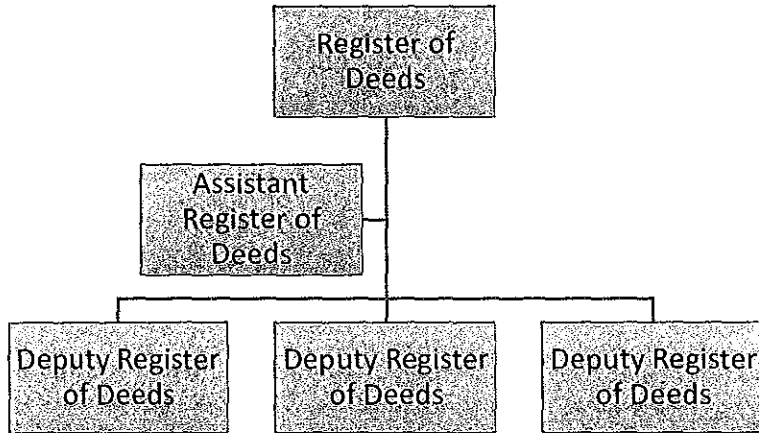 Register of
Deeds
Assistant
Register of
Deeds
Deputy Register
of Deeds
Deputy Register
of Deeds
Deputy Register
of Deeds